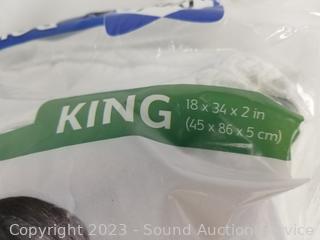 KING
18 x 34 x 2 in
(45 x 86 x 5 cm)
Copyright 2023 - Sound Auction Service